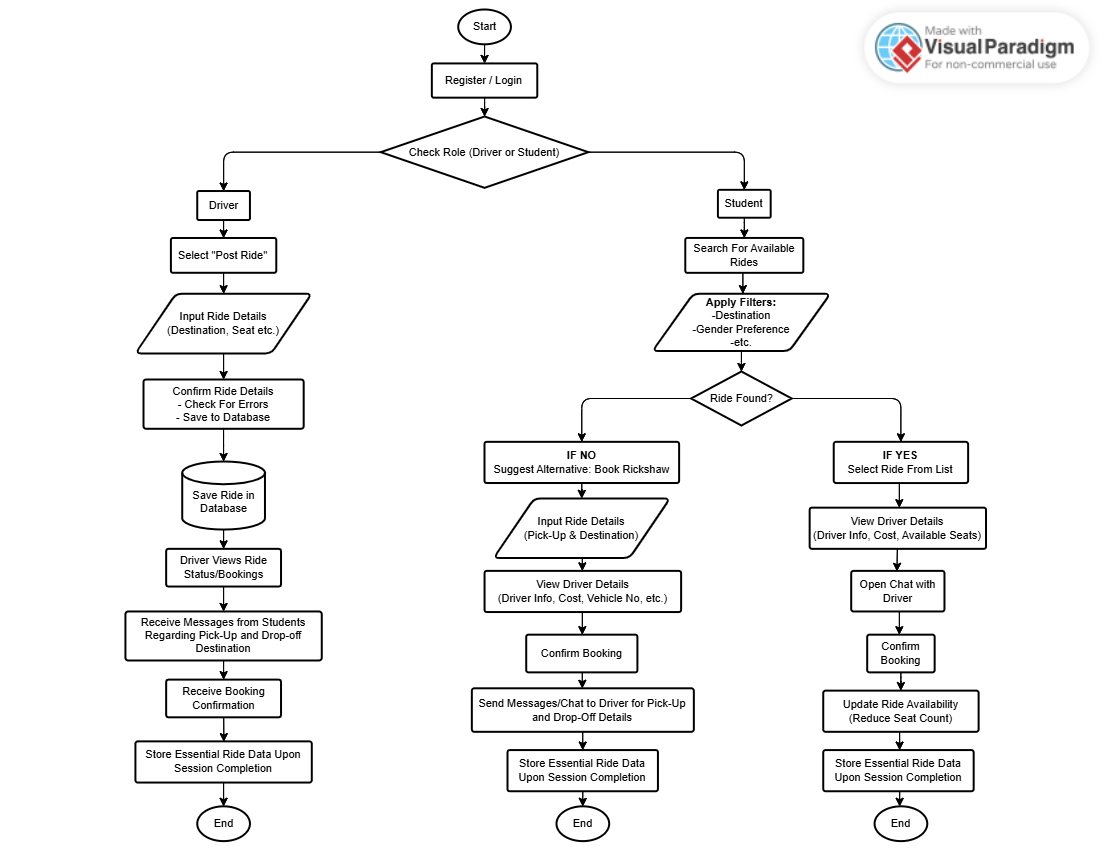 Start
Made with
Visual Paradigm
For non-commercial use
Register / Login
Check Role (Driver or Student)
Driver
Select "Post Ride"
Input Ride Details
(Destination, Seat etc.)
Confirm Ride Details
- Check For Errors
- Save to Database
Save Ride in
Database
Driver Views Ride
Status/Bookings
Receive Messages from Students
Regarding Pick-Up and Drop-off
Destination
Receive Booking
Confirmation
Store Essential Ride Data Upon
Session Completion
End
Student
Search For Available
Rides
Apply Filters:
-Destination
-Gender Preference
-etc.
Ride Found?
IF NO
Suggest Alternative: Book Rickshaw
Input Ride Details
(Pick-Up & Destination)
View Driver Details
(Driver Info, Cost, Vehicle No, etc.)
Confirm Booking
Send Messages/Chat to Driver for Pick-Up
and Drop-Off Details
Store Essential Ride Data
Upon Session Completion
End
IF YES
Select Ride From List
View Driver Details
(Driver Info, Cost, Available Seats)
Open Chat with
Driver
Confirm
Booking
Update Ride Availability
(Reduce Seat Count)
Store Essential Ride Data
Upon Session Completion
End